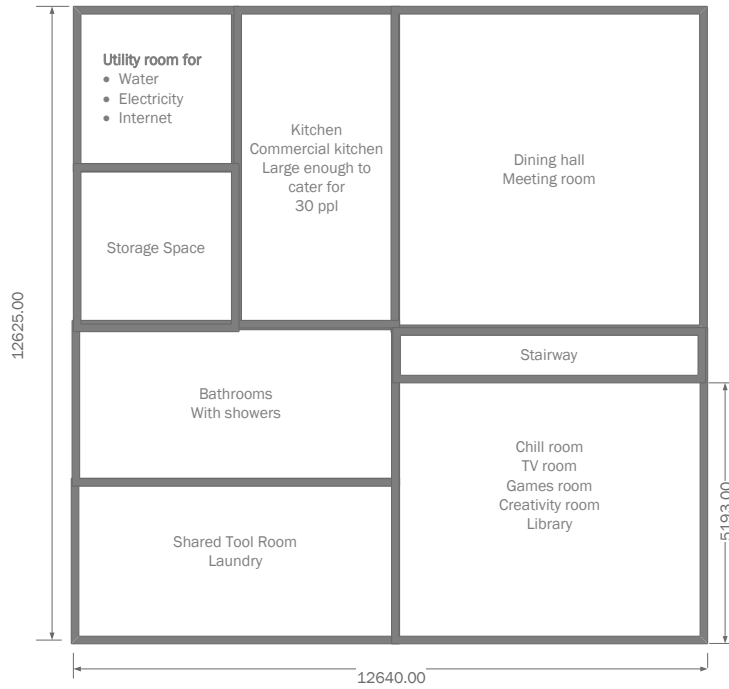 Utility room for
• Water
• Electricity
• Internet
Kitchen
Commercial kitchen
Large enough to
cater for
30 ppl
Dining hall
Meeting room
Storage Space
12625.00
Stairway
Bathrooms
With showers
Chill room
TV room
Games room
Creativity room
Library
5193.00
Shared Tool Room
Laundry
12640.00